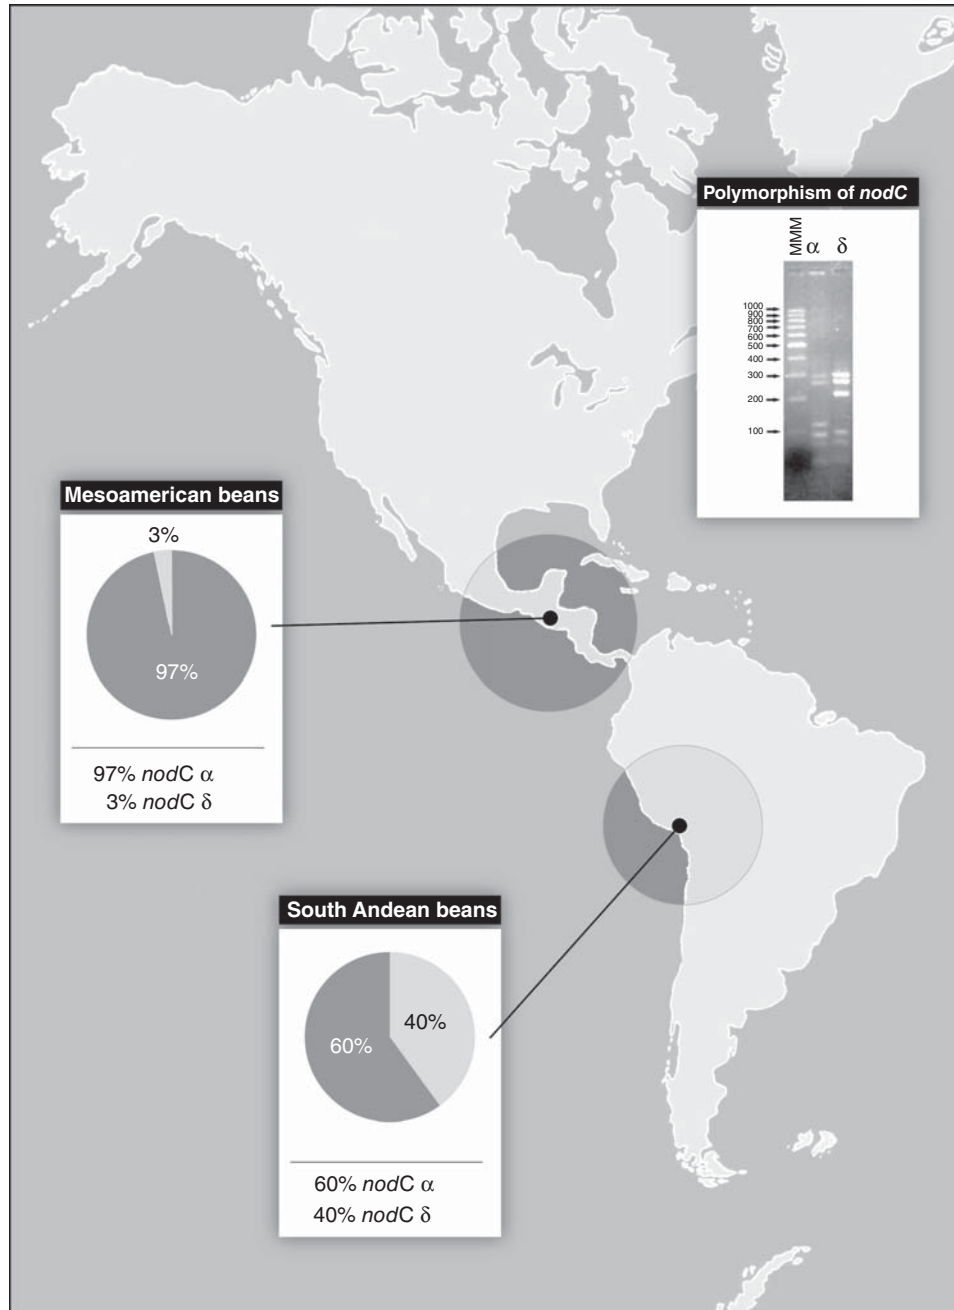 Polymorphism of nodC
MMM α δ
1000
900
800
700
600
500
400
300
200
100
Mesoamerican beans
3%
97%
97% nodC α
3% nodC δ
South Andean beans
40%
60%
60% nodC α
40% nodC δ